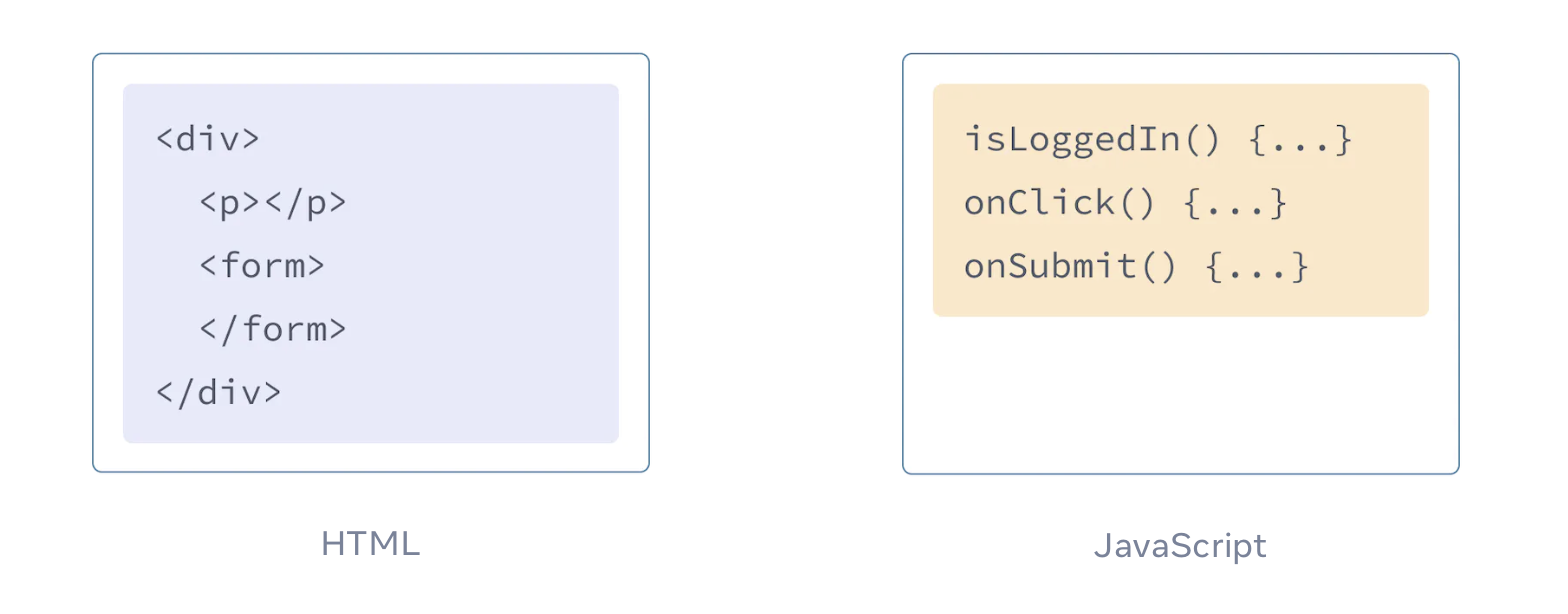 <div>
<p></p>
<form>
</form>
</div>
HTML
isLoggedIn() {...}
onClick() {...}
onSubmit() {...}
JavaScript